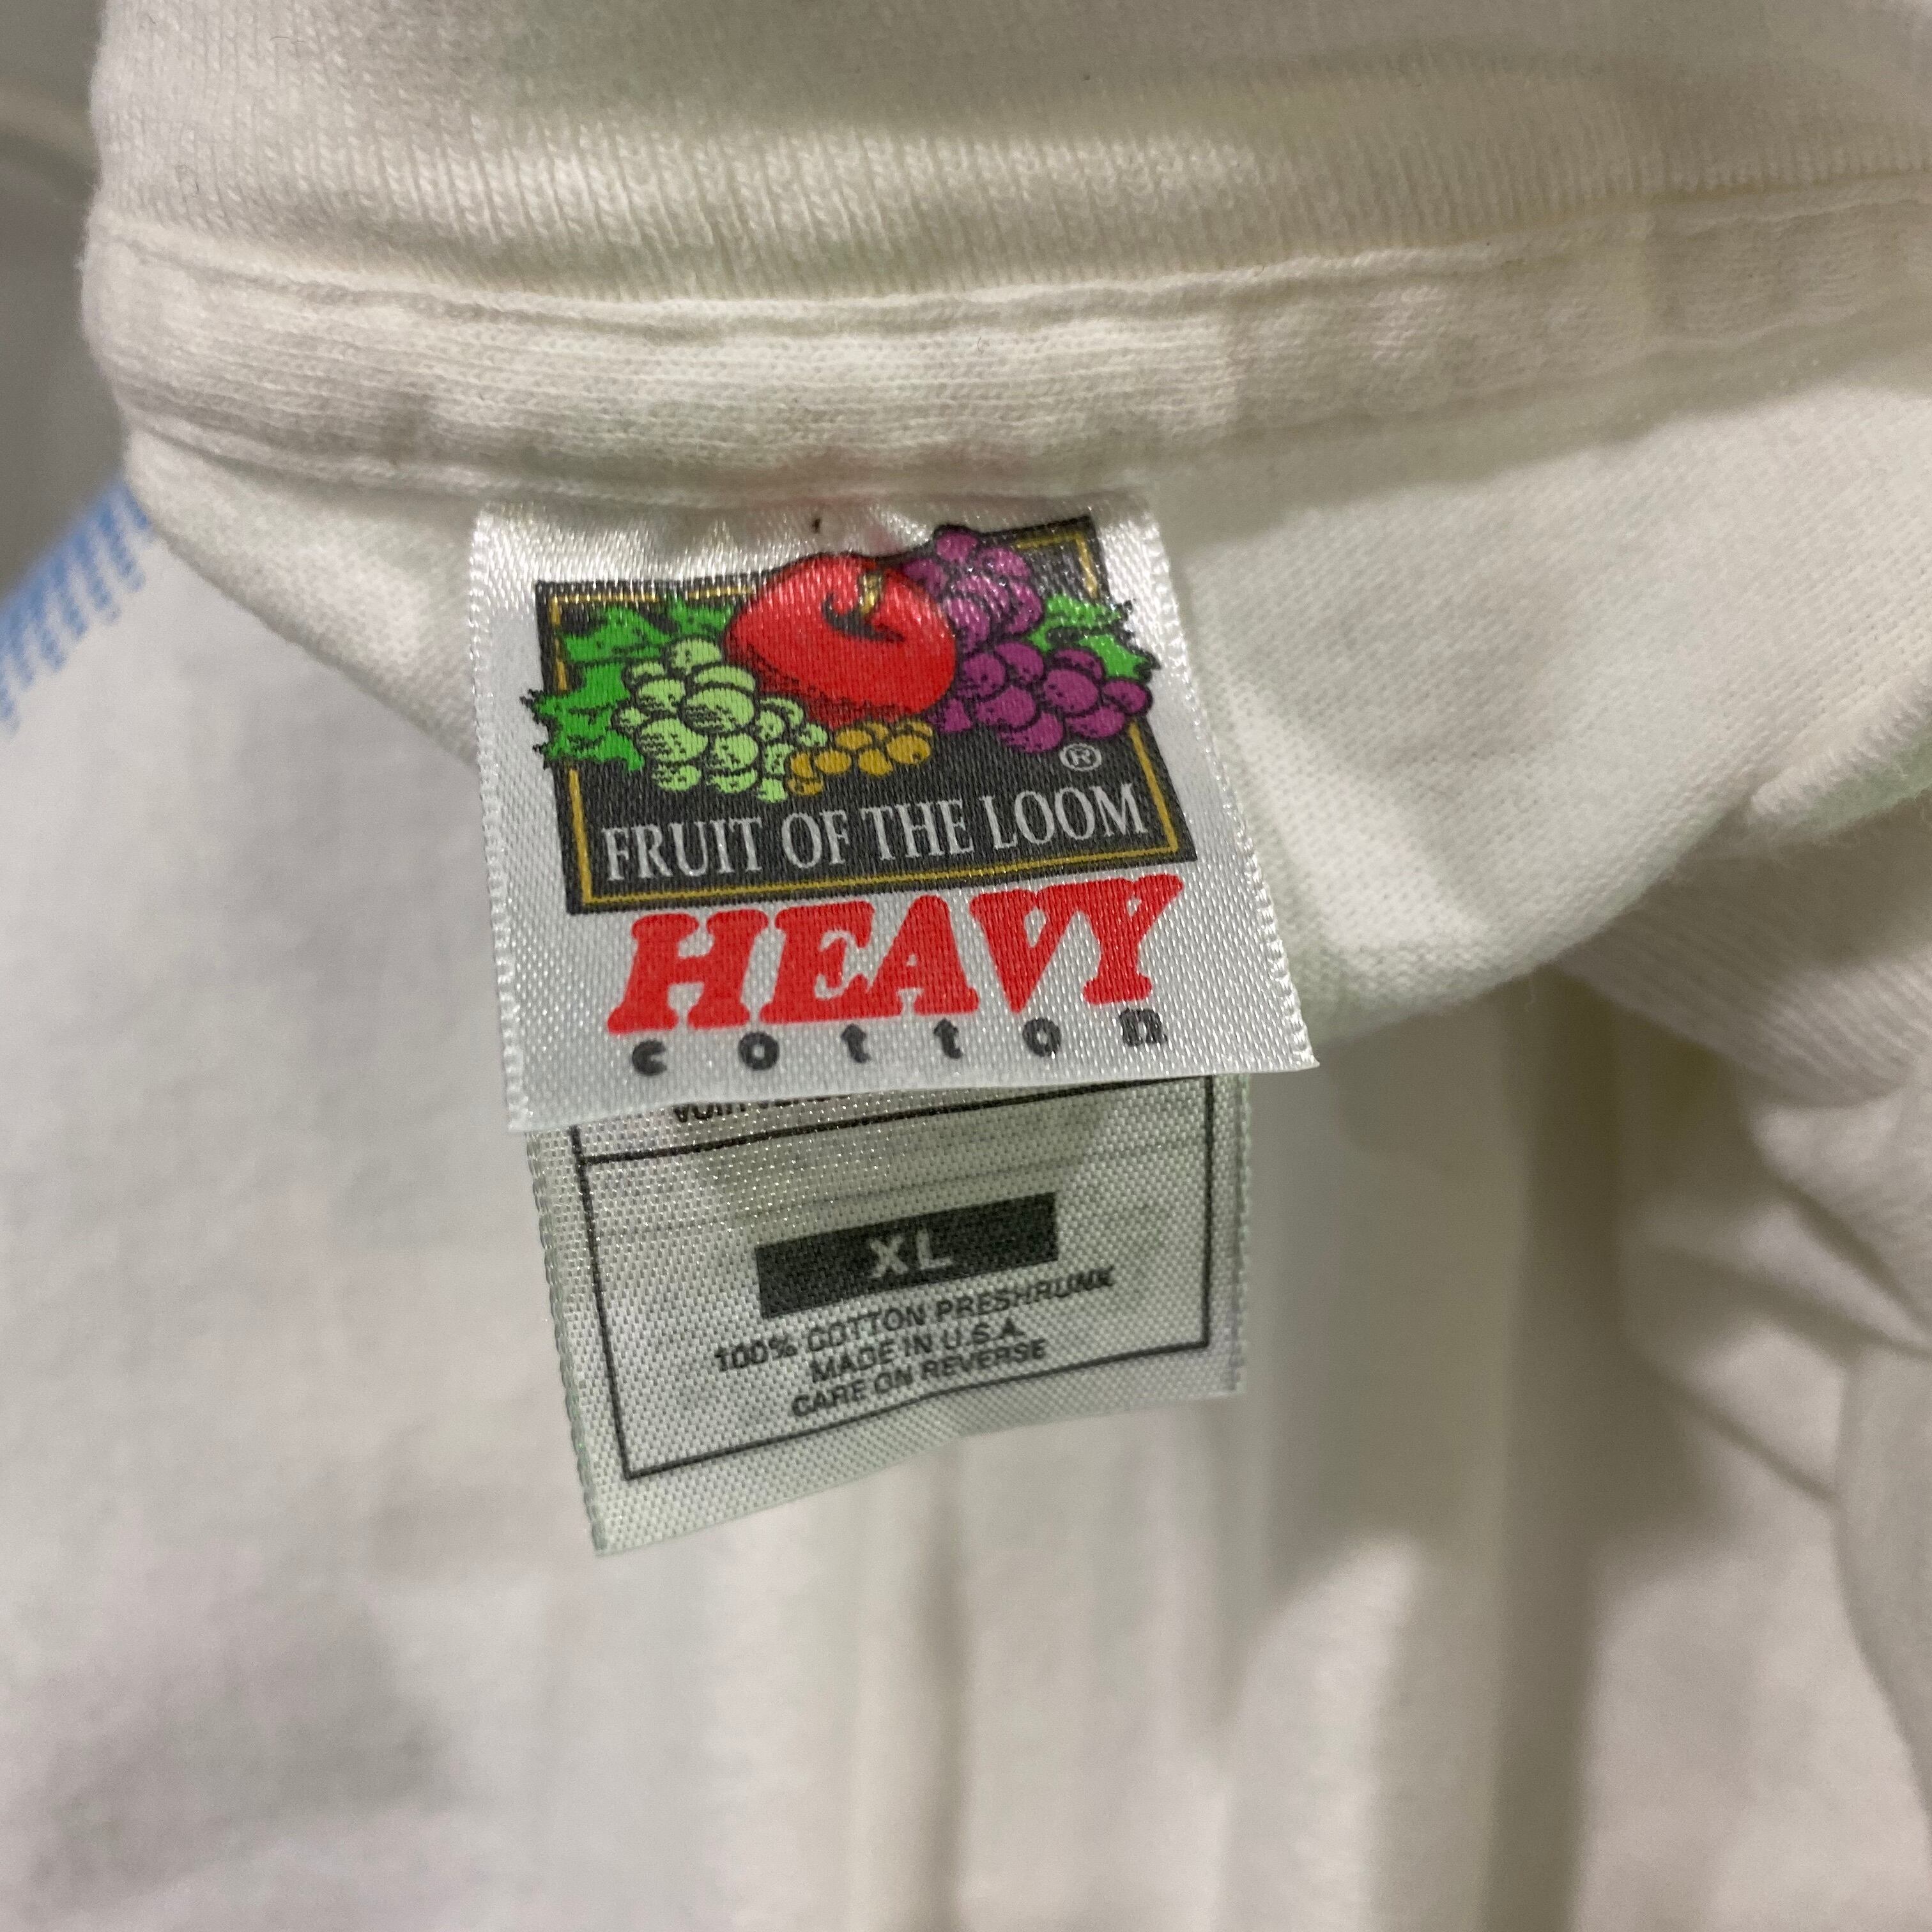 ®
FRUIT OF THE LOOM
HEAVY
cotton
XL
100% COTTON PRESHRUNK
MADE IN U.S.A.
CARE ON REVERSE